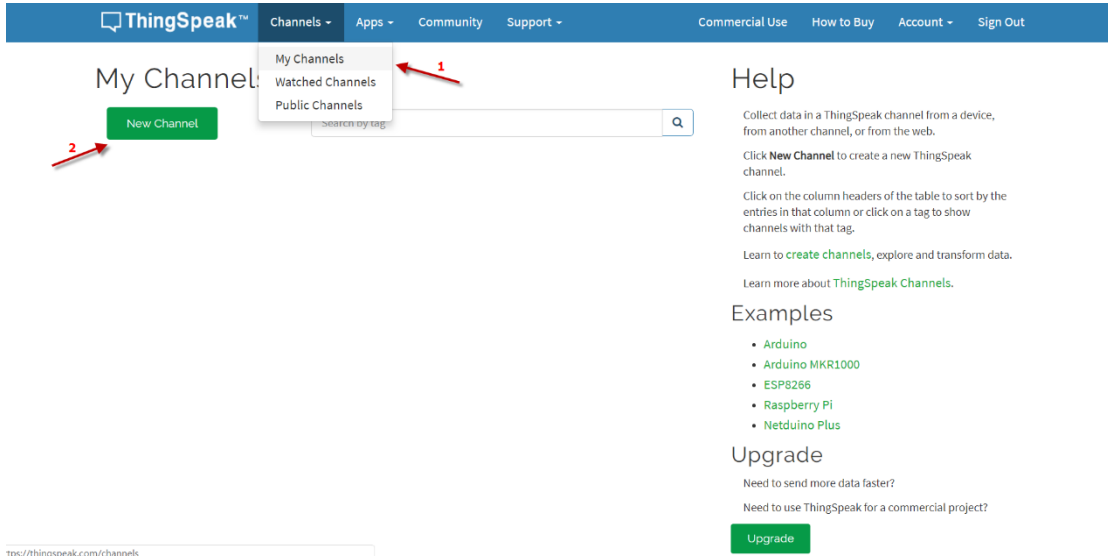 ThingSpeak™ Channels Apps Community Support Commercial Use How to Buy Account Sign Out
My Channels
Watched Channels
Public Channels
1
My Channels
New Channel
Search by tag
2
Help
Collect data in a ThingSpeak channel from a device,
from another channel, or from the web.
Click New Channel to create a new ThingSpeak
channel.
Click on the column headers of the table to sort by the
entries in that column or click on a tag to show
channels with that tag.
Learn to create channels, explore and transform data.
Learn more about ThingSpeak Channels.
Examples
• Arduino
• Arduino MKR1000
• ESP8266
• Raspberry Pi
• Netduino Plus
Upgrade
Need to send more data faster?
Need to use ThingSpeak for a commercial project?
Upgrade
ttps://thingspeak.com/channels